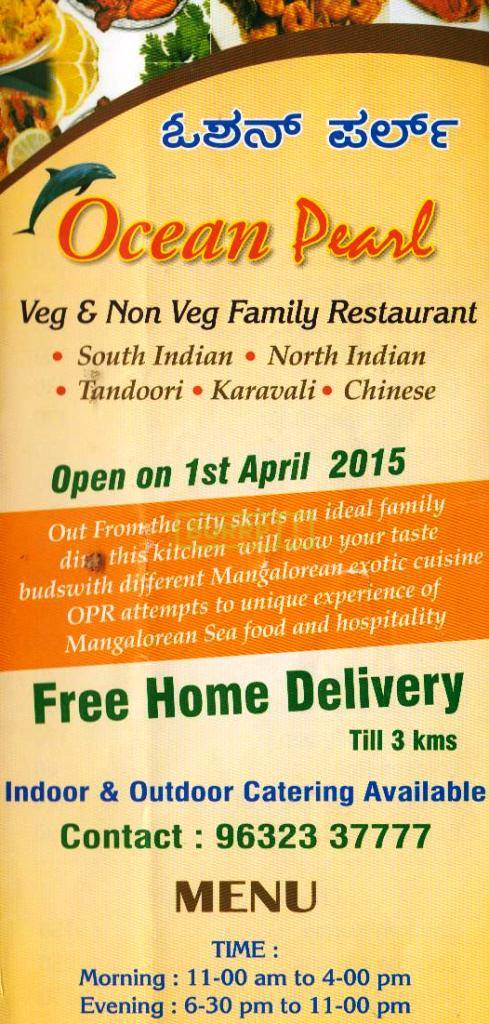 ಓಶನ್ ಪರ್ಲ್
Ocean Pearl
Veg & Non Veg Family Restaurant
• South Indian • North Indian
• Tandoori • Karavali • Chinese
Open on 1st April 2015
Out From the city skirts an ideal family
this kitchen will wow your taste
budswith different Mangalorean exotic cuisine
OPR attempts to unique experience of
Mangalorean Sea food and hospitality
Free Home Delivery
Till 3 kms
Indoor & Outdoor Catering Available
Contact : 96323 37777
MENU
TIME :
Morning : 11-00 am to 4-00 pm
Evening : 6-30 pm to 11-00 pm